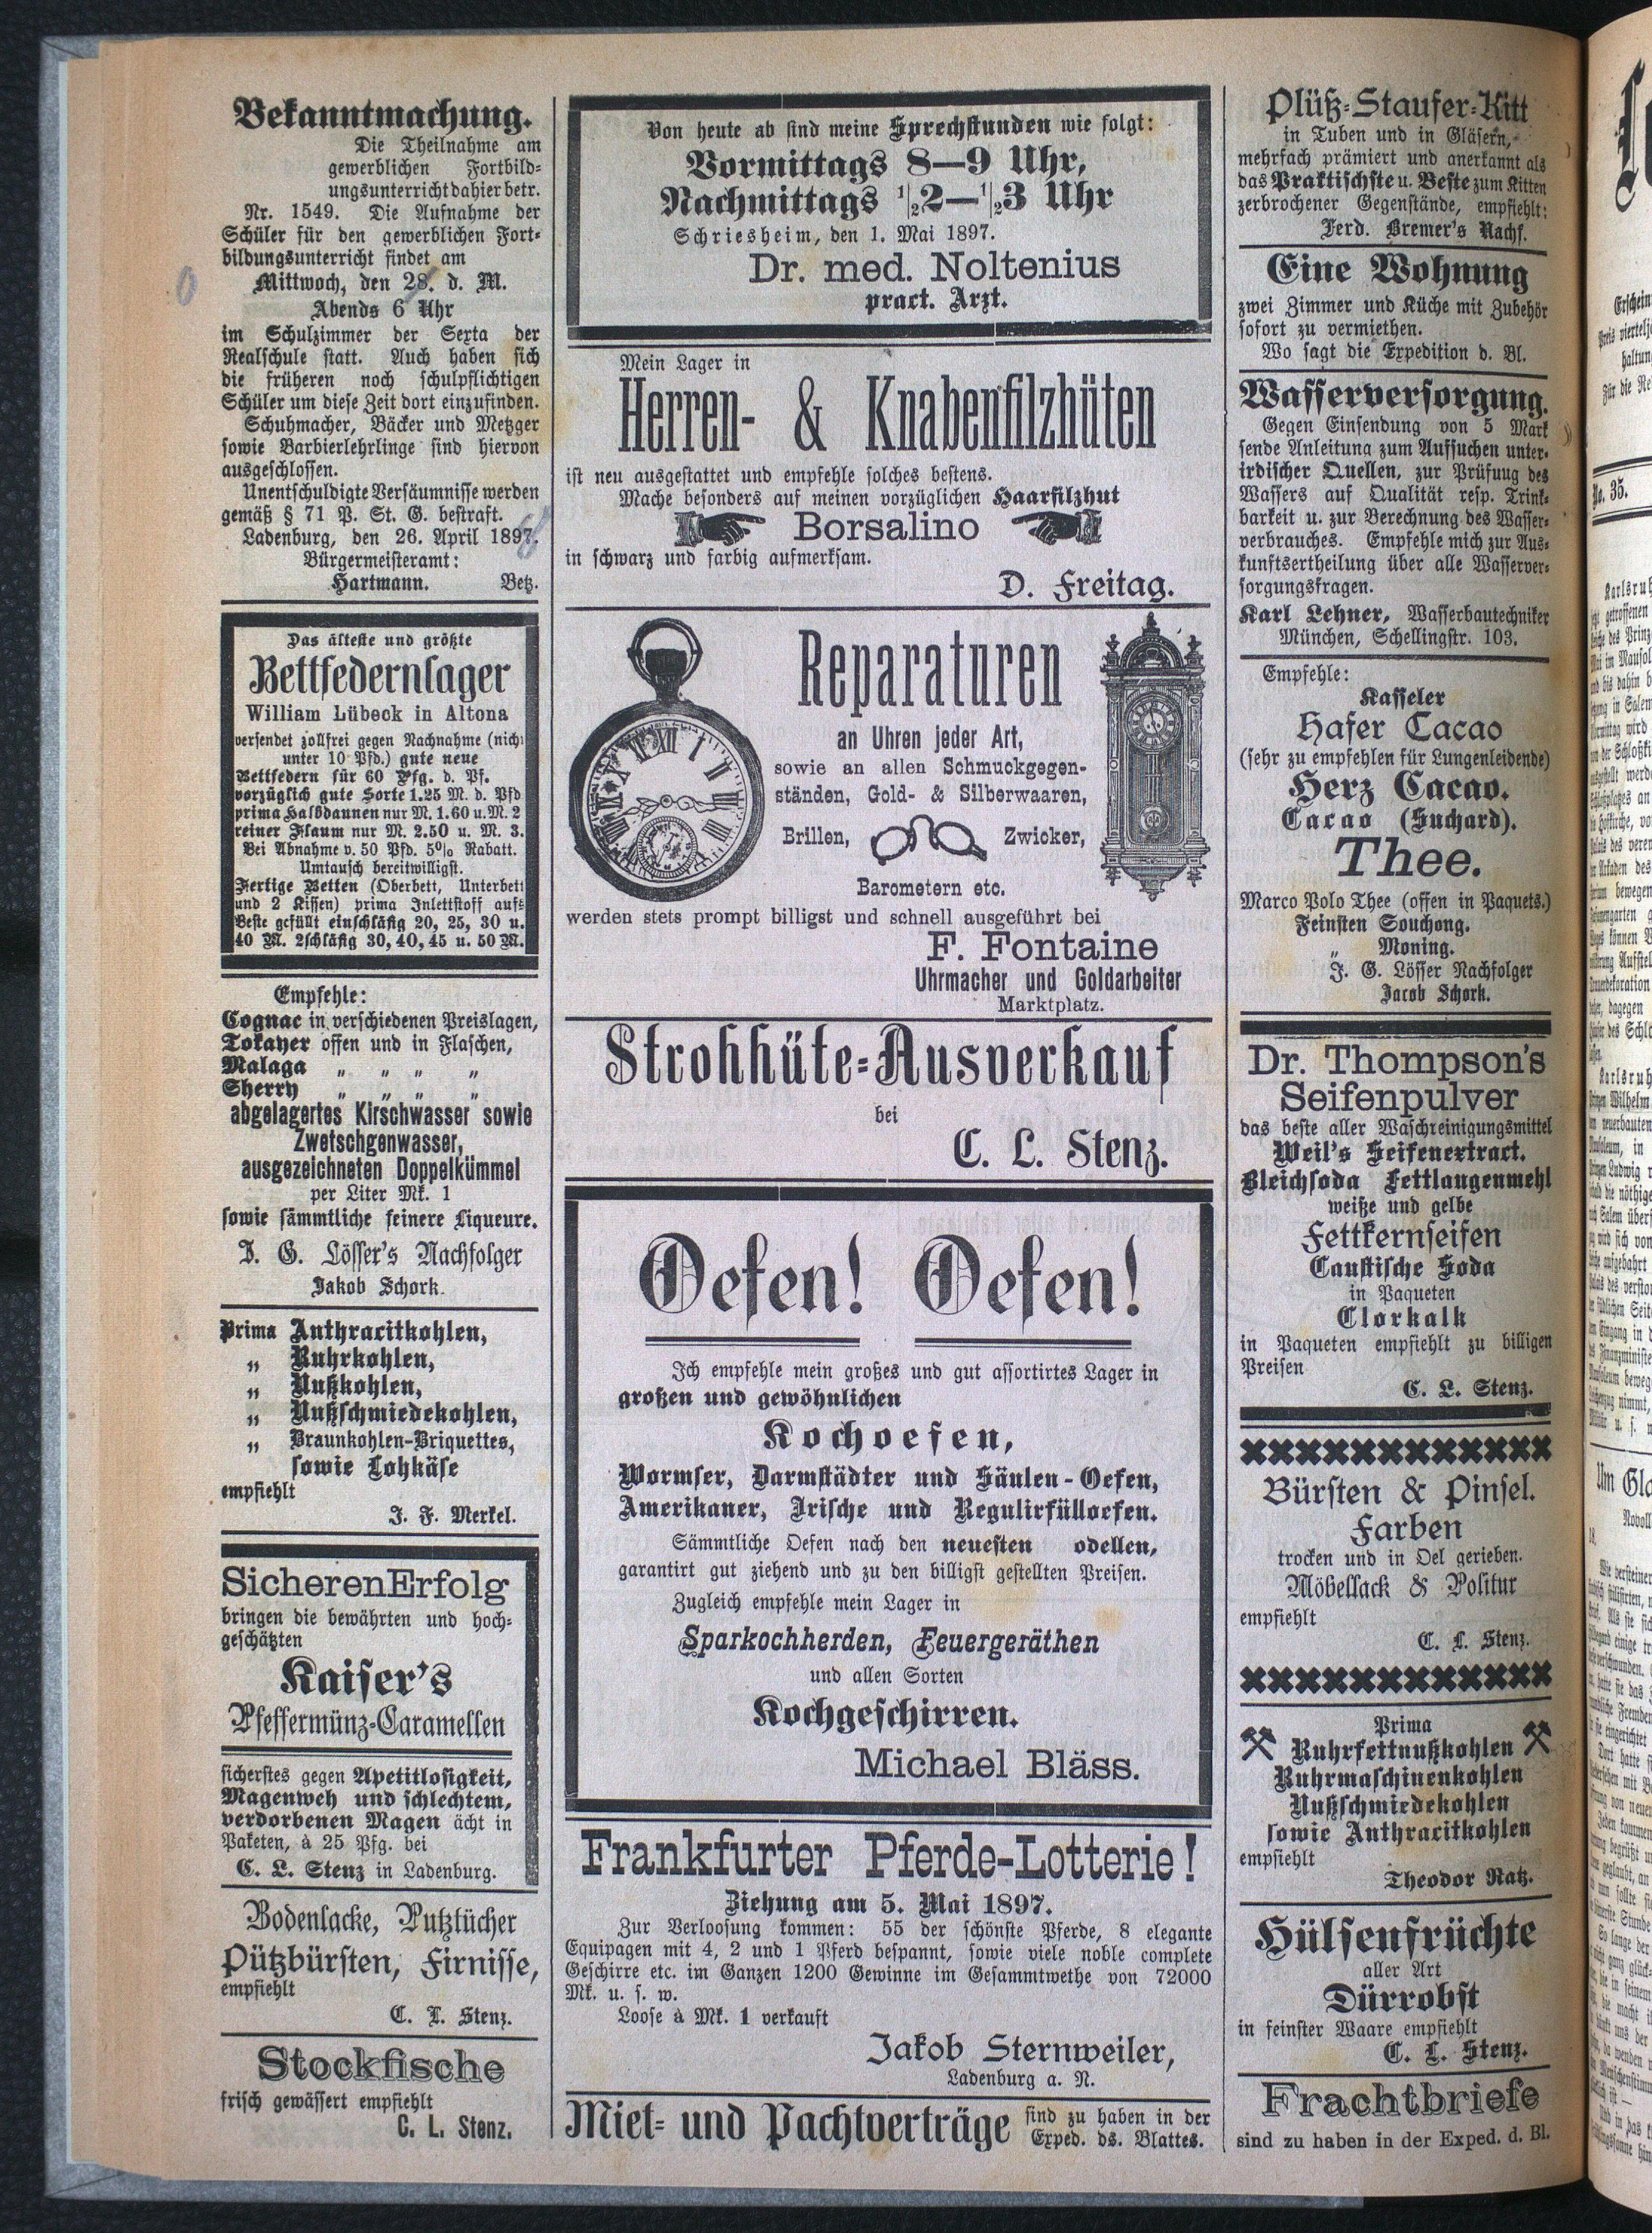 Bekanntmachung.
Die Theilnahme am
gewerblichen Fortbild-
ungsunterricht dahier betr.
Nr. 1549. Die Aufnahme der
Schüler für den gewerblichen Fort-
bildungsunterricht findet am
Mittwoch, den 28. d. M.
Abends 6 Uhr
im Schulzimmer der Sexta der
Realschule statt. Auch haben sich
die früheren noch schulpflichtigen
Schüler um diese Zeit dort einzufinden.
Schuhmacher, Bäcker und Metzger
sowie Barbierlehrlinge sind hiervon
ausgeschlossen.
Unentschuldigte Versäumnisse werden
gemäß § 71 P. St. G. bestraft.
Ladenburg, den 26. April 1897.
Bürgermeisteramt:
Hartmann. Betz.
Das älteste und größte
Bettfedernlager
William Lübeck in Altona
versendet zollfrei gegen Nachnahme (nicht
unter 10 Pfd.) gute neue
Bettfedern für 60 Pfg. d. Pf.
vorzüglich gute Sorte 1.25 M. d. Pfd
prima Halbdaunen nur M. 1.60 u. M. 2
reiner Flaum nur M. 2.50 u. M. 3.
Bei Abnahme v. 50 Pfd. 5% Rabatt.
Umtausch bereitwilligst.
Fertige Betten (Oberbett, Unterbett
und 2 Kissen) prima Inlettstoff aufs
Beste gefüllt einschläfig 20, 25, 30 u.
40 M. 2schläfig 30, 40, 45 u. 50 M.
Empfehle:
Cognac in verschiedenen Preislagen,
Tokayer offen und in Flaschen,
Malaga „ „ „ „
Sherry „ „ „ „
abgelagertes Kirschwasser sowie
Zwetschgenwasser,
ausgezeichneten Doppelkümmel
per Liter Mk. 1
sowie sämmtliche feinere Liqueure.
J. G. Lösser's Nachfolger
Jakob Schork.
Prima Anthracitkohlen,
„ Ruhrkohlen,
„ Nußkohlen,
„ Nußschmiedekohlen,
„ Braunkohlen-Briquettes,
sowie Lohkäse
empfiehlt
J. F. Merkel.
Sicheren Erfolg
bringen die bewährten und hoch-
geschätzten
Kaiser's
Pfeffermünz-Caramellen
sicherstes gegen Apetitlosigkeit,
Magenweh und schlechtem,
verdorbenen Magen ächt in
Paketen, à 25 Pfg. bei
C. L. Stenz in Ladenburg.
Bodenlacke, Putztücher
Pützbürsten, Firnisse,
empfiehlt
C. L. Stenz.
Stockfische
frisch gewässert empfiehlt
C. L. Stenz.
Von heute ab sind meine Sprechstunden wie folgt:
Vormittags 8—9 Uhr,
Nachmittags 1/2 2—1/2 3 Uhr
Schriesheim, den 1. Mai 1897.
Dr. med. Noltenius
pract. Arzt.
Mein Lager in
Herren- & Knabenfilzhüten
ist neu ausgestattet und empfehle solches bestens.
Mache besonders auf meinen vorzüglichen Haarfilzhut
Borsalino
in schwarz und farbig aufmerksam.
D. Freitag.
Reparaturen
an Uhren jeder Art,
sowie an allen Schmuckgegen-
ständen, Gold- & Silberwaaren,
Brillen, Zwicker,
Barometern etc.
werden stets prompt billigst und schnell ausgeführt bei
F. Fontaine
Uhrmacher und Goldarbeiter
Marktplatz.
Strohhüte-Ausverkauf
bei
C. L. Stenz.
Oefen! Oefen!
Ich empfehle mein großes und gut assortirtes Lager in
großen und gewöhnlichen
Kochoefen,
Wormser, Darmstädter und Säulen-Oefen,
Amerikaner, Irische und Regulirfülloefen.
Sämmtliche Oefen nach den neuesten odellen,
garantirt gut ziehend und zu den billigst gestellten Preisen.
Zugleich empfehle mein Lager in
Sparkochherden, Feuergeräthen
und allen Sorten
Kochgeschirren.
Michael Bläss.
Frankfurter Pferde-Lotterie!
Ziehung am 5. Mai 1897.
Zur Verloosung kommen: 55 der schönste Pferde, 8 elegante
Equipagen mit 4, 2 und 1 Pferd bespannt, sowie viele noble complete
Geschirre etc. im Ganzen 1200 Gewinne im Gesammtwethe von 72000
Mk. u. s. w.
Loose à Mk. 1 verkauft
Jakob Sternweiler,
Ladenburg a. N.
Miet- und Pachtverträge sind zu haben in der
Exped. ds. Blattes.
Plüß-Staufer-Kitt
in Tuben und in Gläsern,
mehrfach prämiert und anerkannt als
das Praktischste u. Beste zum Kitten
zerbrochener Gegenstände, empfiehlt:
Ferd. Bremer's Nachf.
Eine Wohnung
zwei Zimmer und Küche mit Zubehör
sofort zu vermiethen.
Wo sagt die Expedition d. Bl.
Wasserversorgung.
Gegen Einsendung von 5 Mark
sende Anleitung zum Aufsuchen unter-
irdischer Quellen, zur Prüfuug des
Wassers auf Qualität resp. Trink-
barkeit u. zur Berechnung des Wasser-
verbrauches. Empfehle mich zur Aus-
kunftsertheilung über alle Wasserver-
sorgungsfragen.
Karl Lehner, Wasserbautechniker
München, Schellingstr. 103.
Empfehle:
Kasseler
Hafer Cacao
(sehr zu empfehlen für Lungenleidende)
Herz Cacao.
Cacao (Suchard).
Thee.
Marco Polo Thee (offen in Paquets.)
Feinsten Souchong.
„ Moning.
J. G. Lösser Nachfolger
Jacob Schork.
Dr. Thompson's
Seifenpulver
das beste aller Waschreinigungsmittel
Weil's Seifenextract.
Bleichsoda Fettlaugenmehl
weiße und gelbe
Fettkernseifen
Caustische Soda
in Paqueten
Clorkalk
in Paqueten empfiehlt zu billigen
Preisen
C. L. Stenz.
Bürsten & Pinsel.
Farben
trocken und in Oel gerieben.
Möbellack & Politur
empfiehlt
C. L. Stenz.
Prima
Ruhrfettnußkohlen
Ruhrmaschinenkohlen
Nußschmiedekohlen
sowie Anthracitkohlen
empfiehlt
Theodor Ratz.
Hülsenfrüchte
aller Art
Dürrobst
in feinster Waare empfiehlt
C. L. Stenz.
Frachtbriefe
sind zu haben in der Exped. d. Bl.
No. 35.